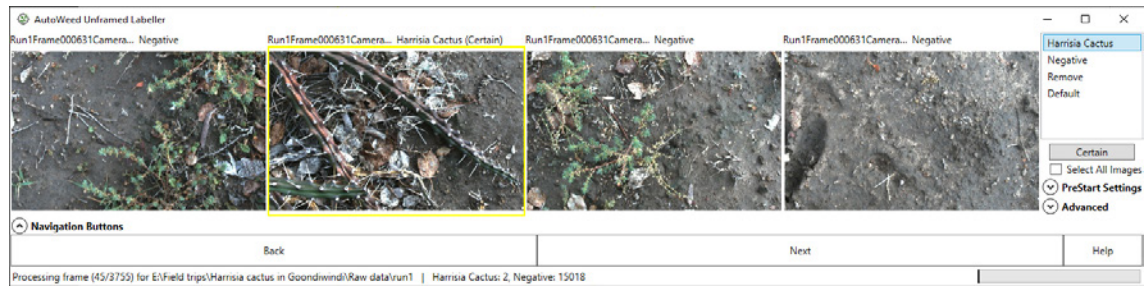 AutoWeed Unframed Labeller
Run1Frame000631Camera... Negative
Run1Frame000631Camera... Harrisia Cactus (Certain)
Run1Frame000631Camera... Negative
Run1Frame000631Camera... Negative
Harrisia Cactus
Negative
Remove
Default
Certain
Select All Images
PreStart Settings
Advanced
Navigation Buttons
Back
Next
Help
Processing frame (45/3755) for E:\Field trips\Harrisia cactus in Goondiwindi\Raw data\run1 | Harrisia Cactus: 2, Negative: 15018